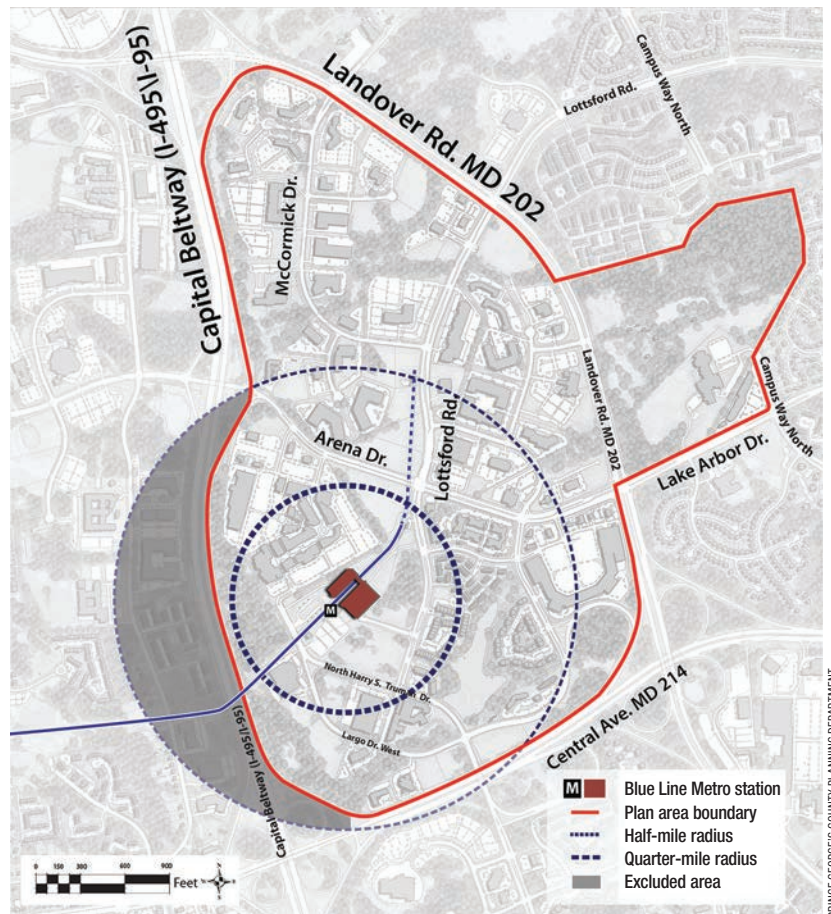 Capital Beltway (I-495\I-95)
Landover Rd. MD 202
Campus Way North
Lottsford Rd.
McCormick Dr.
Arena Dr.
Lottsford Rd.
Landover Rd. MD 202
Campus Way North
Lake Arbor Dr.
M
North Harry S. Truman Dr.
Largo Dr. West
Capital Beltway (I-495/I-95)
Central Ave. MD 214
M Blue Line Metro station
Plan area boundary
Half-mile radius
Quarter-mile radius
Excluded area
0 150 300 600 900
Feet
N
PRINCE GEORGE'S COUNTY PLANNING DEPARTMENT